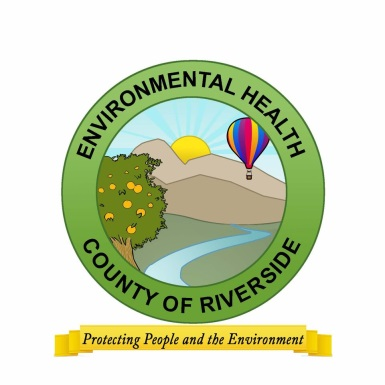 ENVIRONMENTAL HEALTH
COUNTY OF RIVERSIDE
Protecting People and the Environment